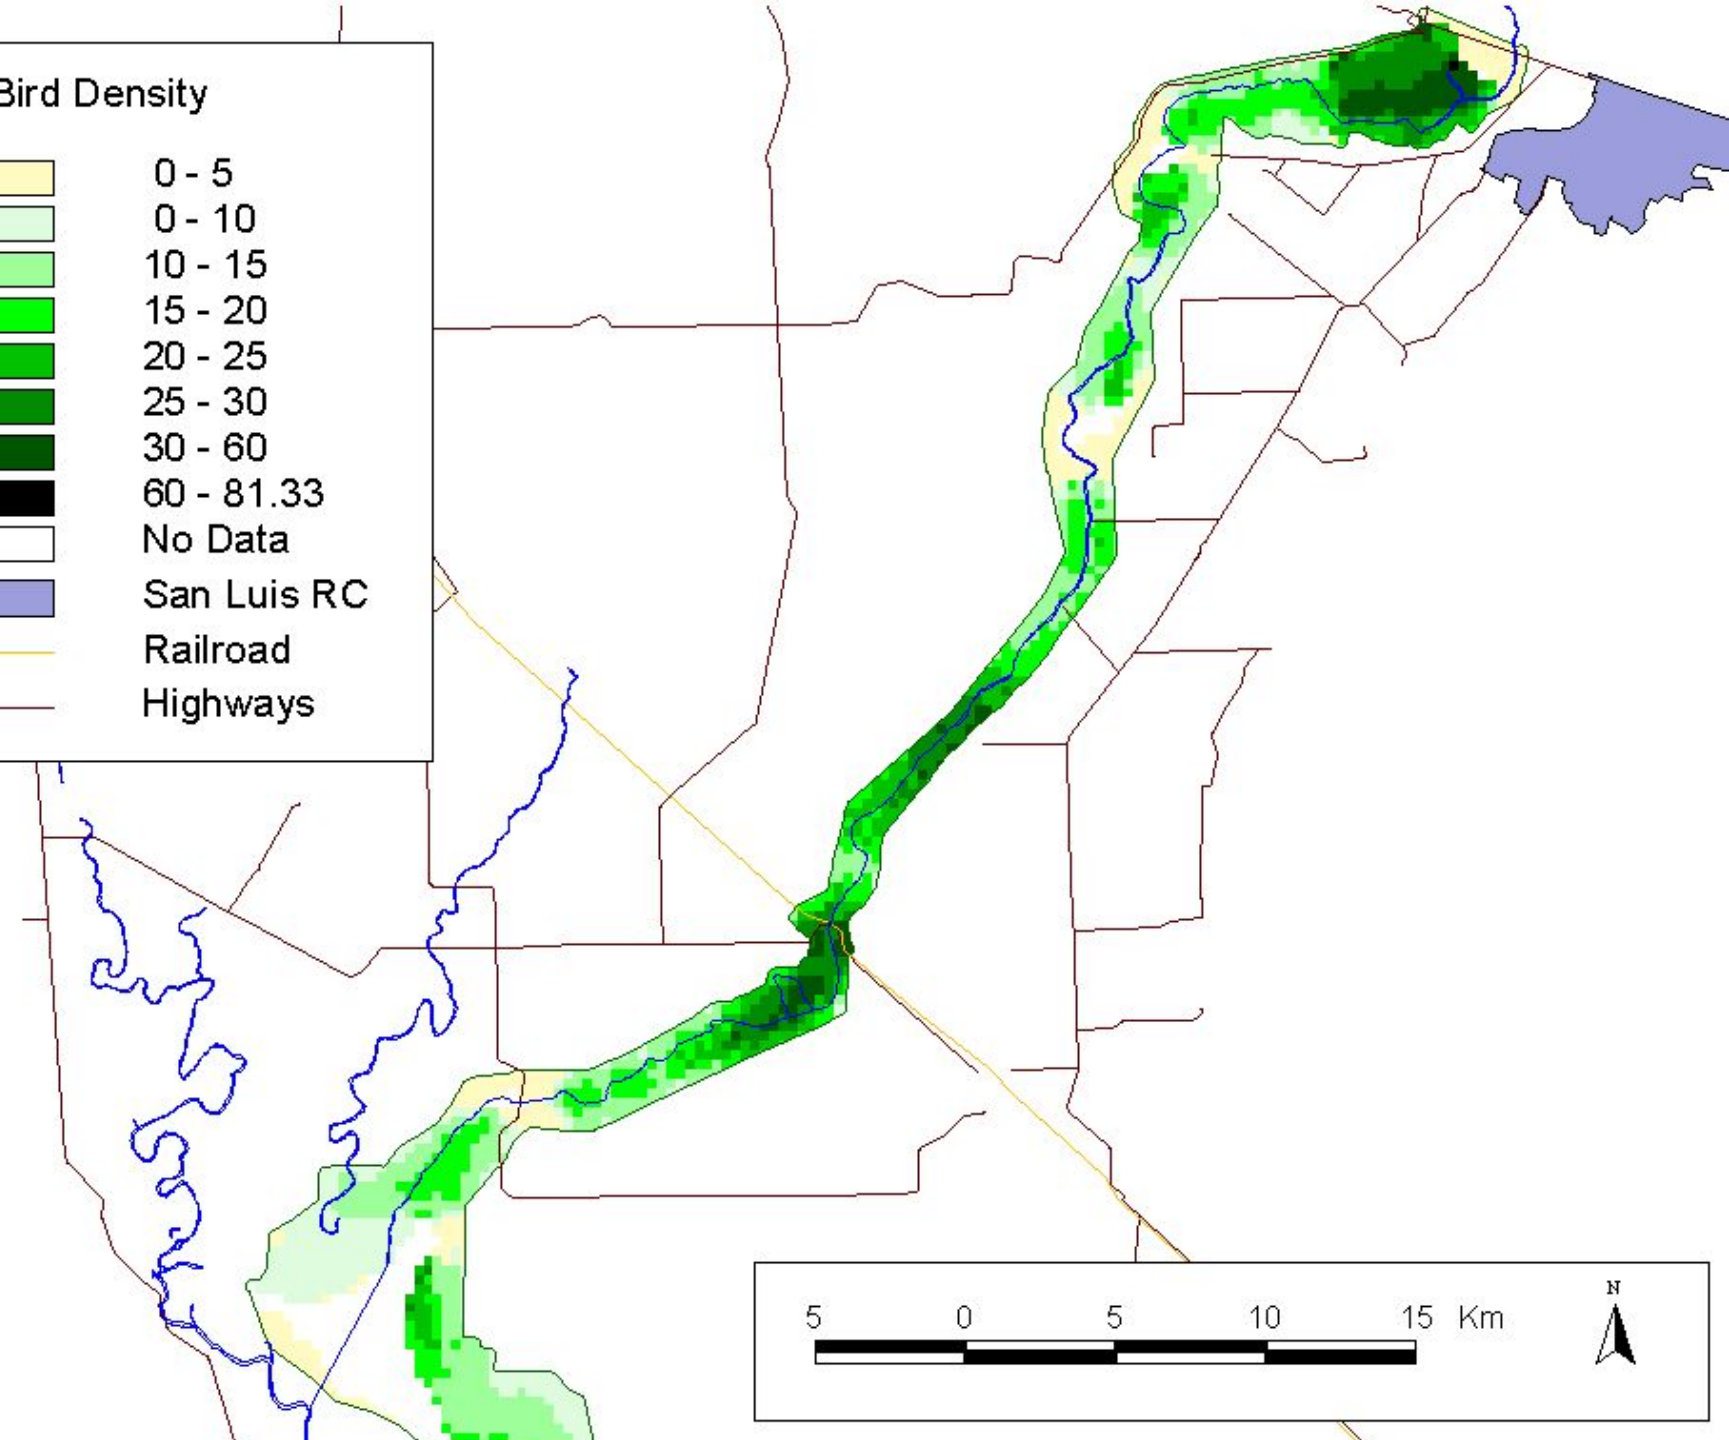 Bird Density
0 - 5
0 - 10
10 - 15
15 - 20
20 - 25
25 - 30
30 - 60
60 - 81.33
No Data
San Luis RC
Railroad
Highways
N
5 0 5 10 15 Km